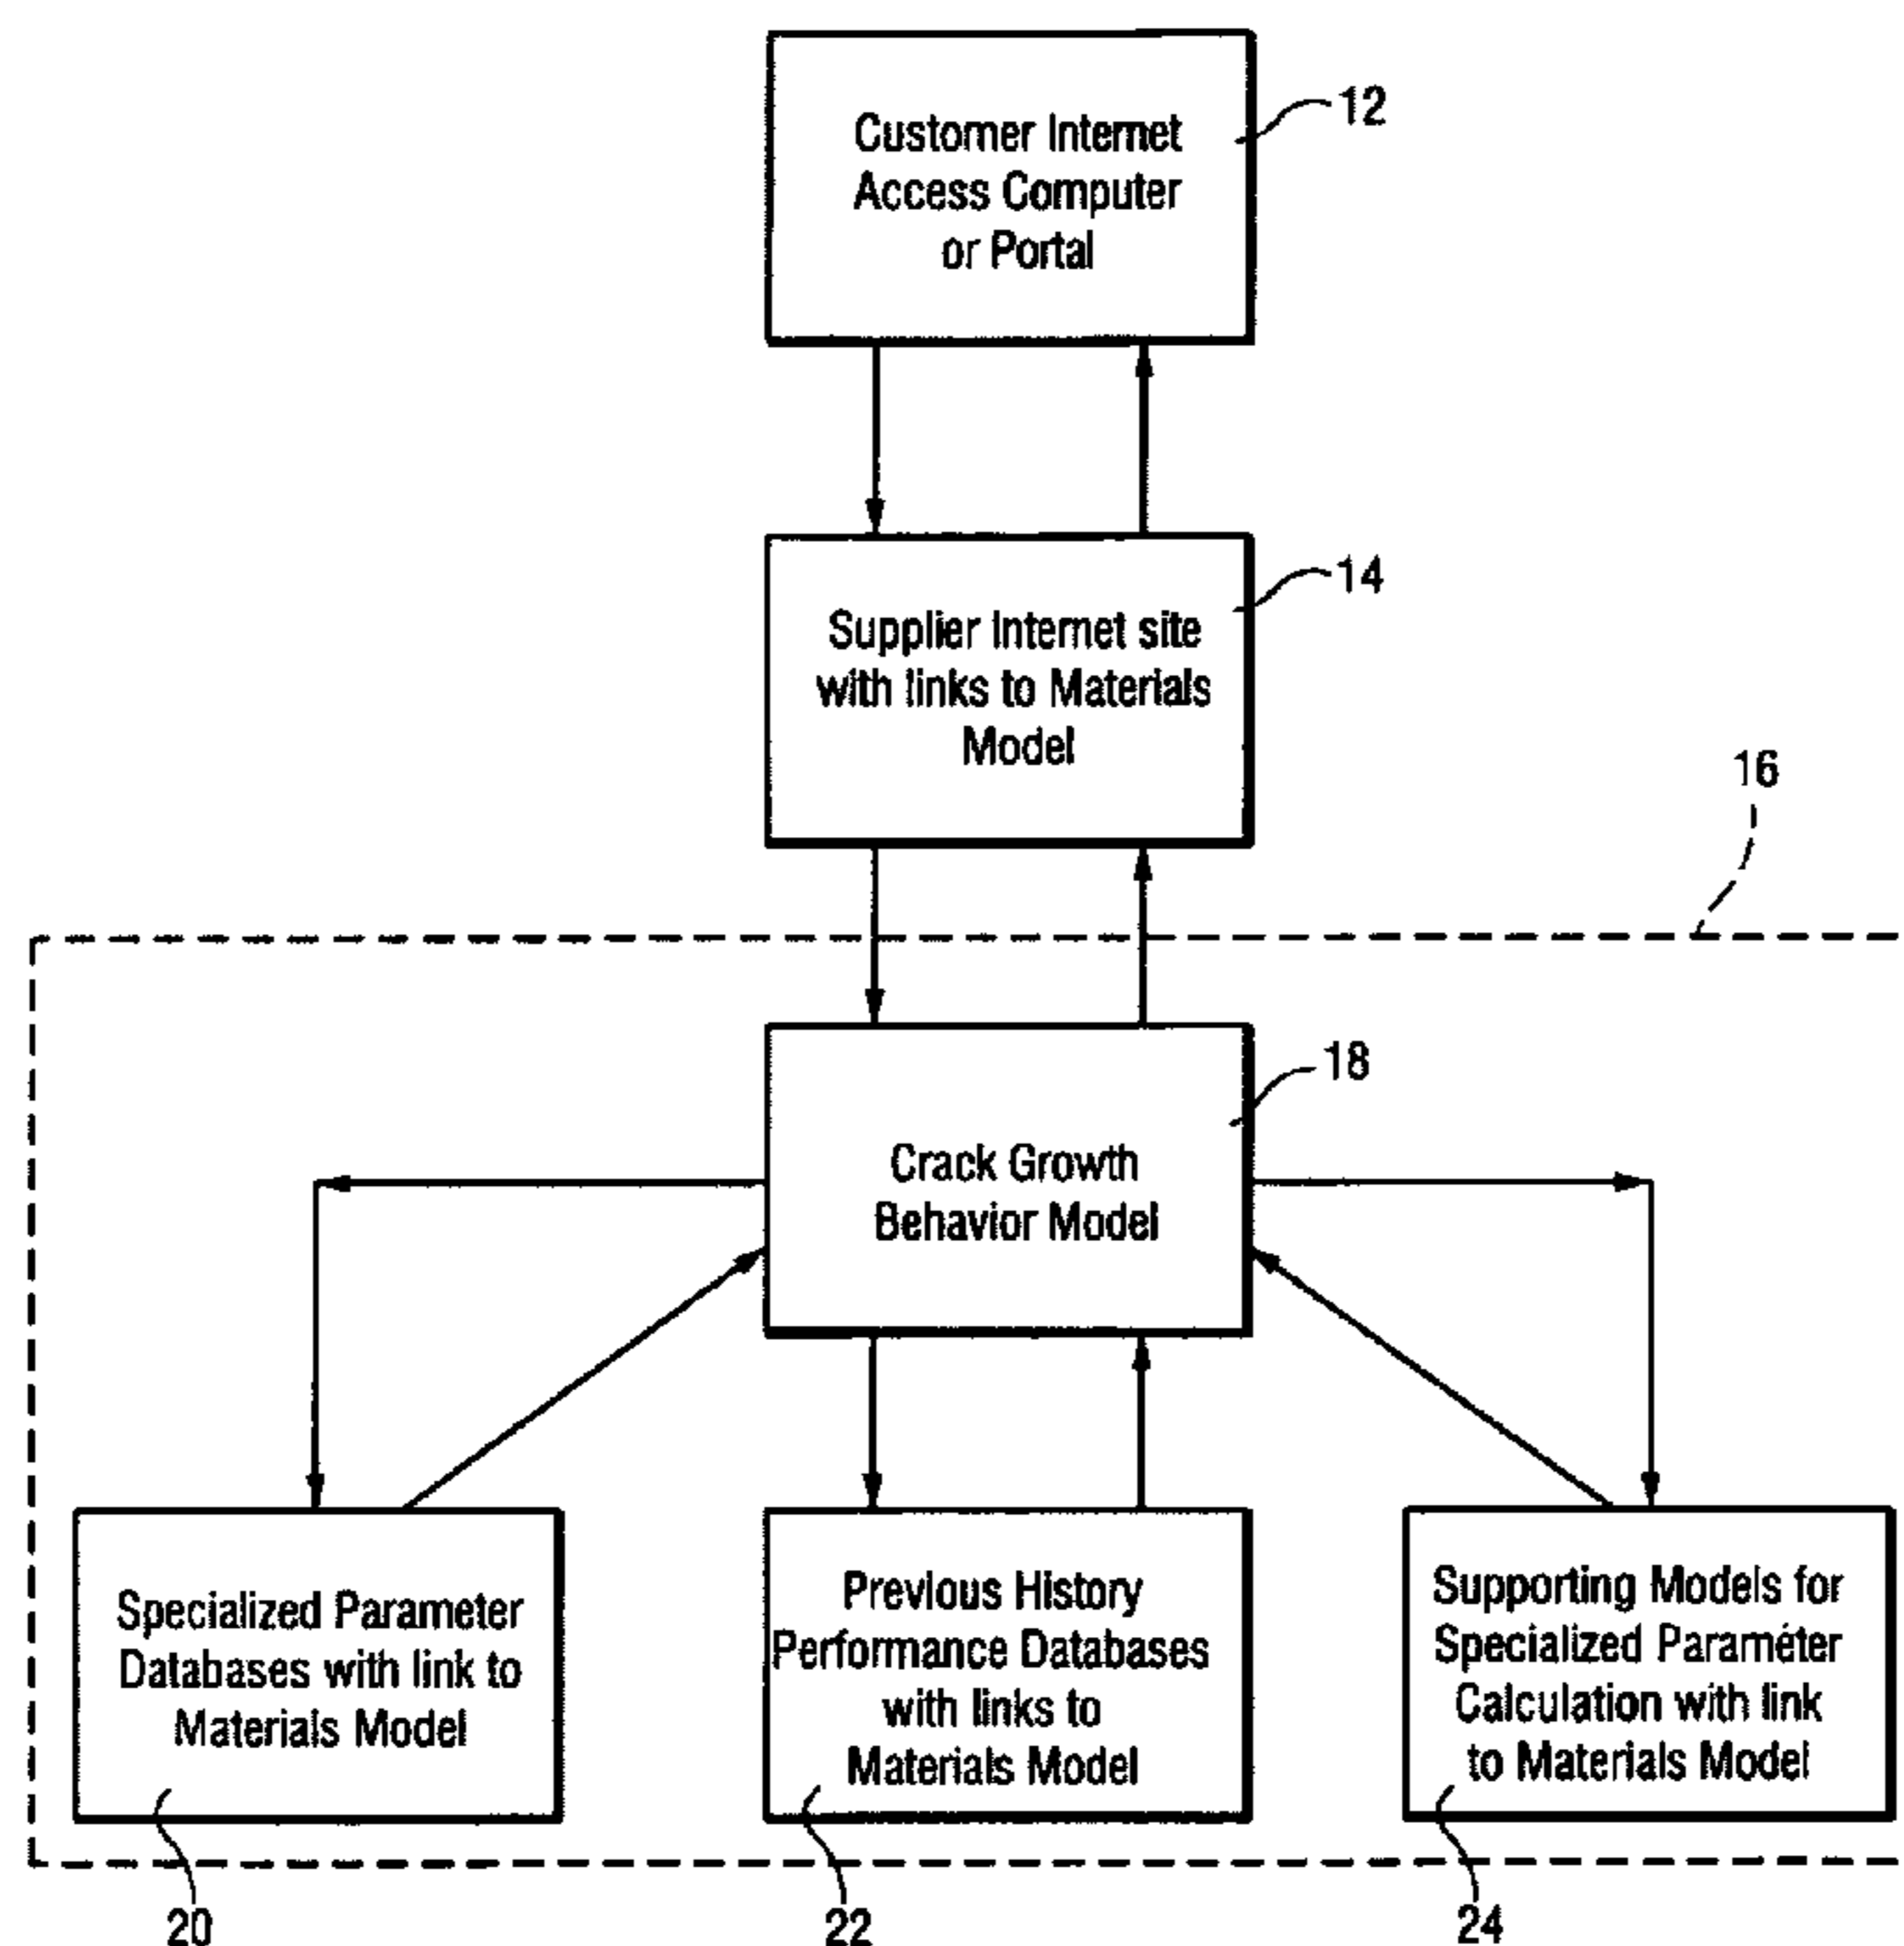 Customer Internet
Access Computer
or Portal
12
Supplier Internet site
with links to Materials
Model
14
16
Crack Growth
Behavior Model
18
Specialized Parameter
Databases with link to
Materials Model
20
Previous History
Performance Databases
with links to
Materials Model
22
Supporting Models for
Specialized Parameter
Calculation with link
to Materials Model
24